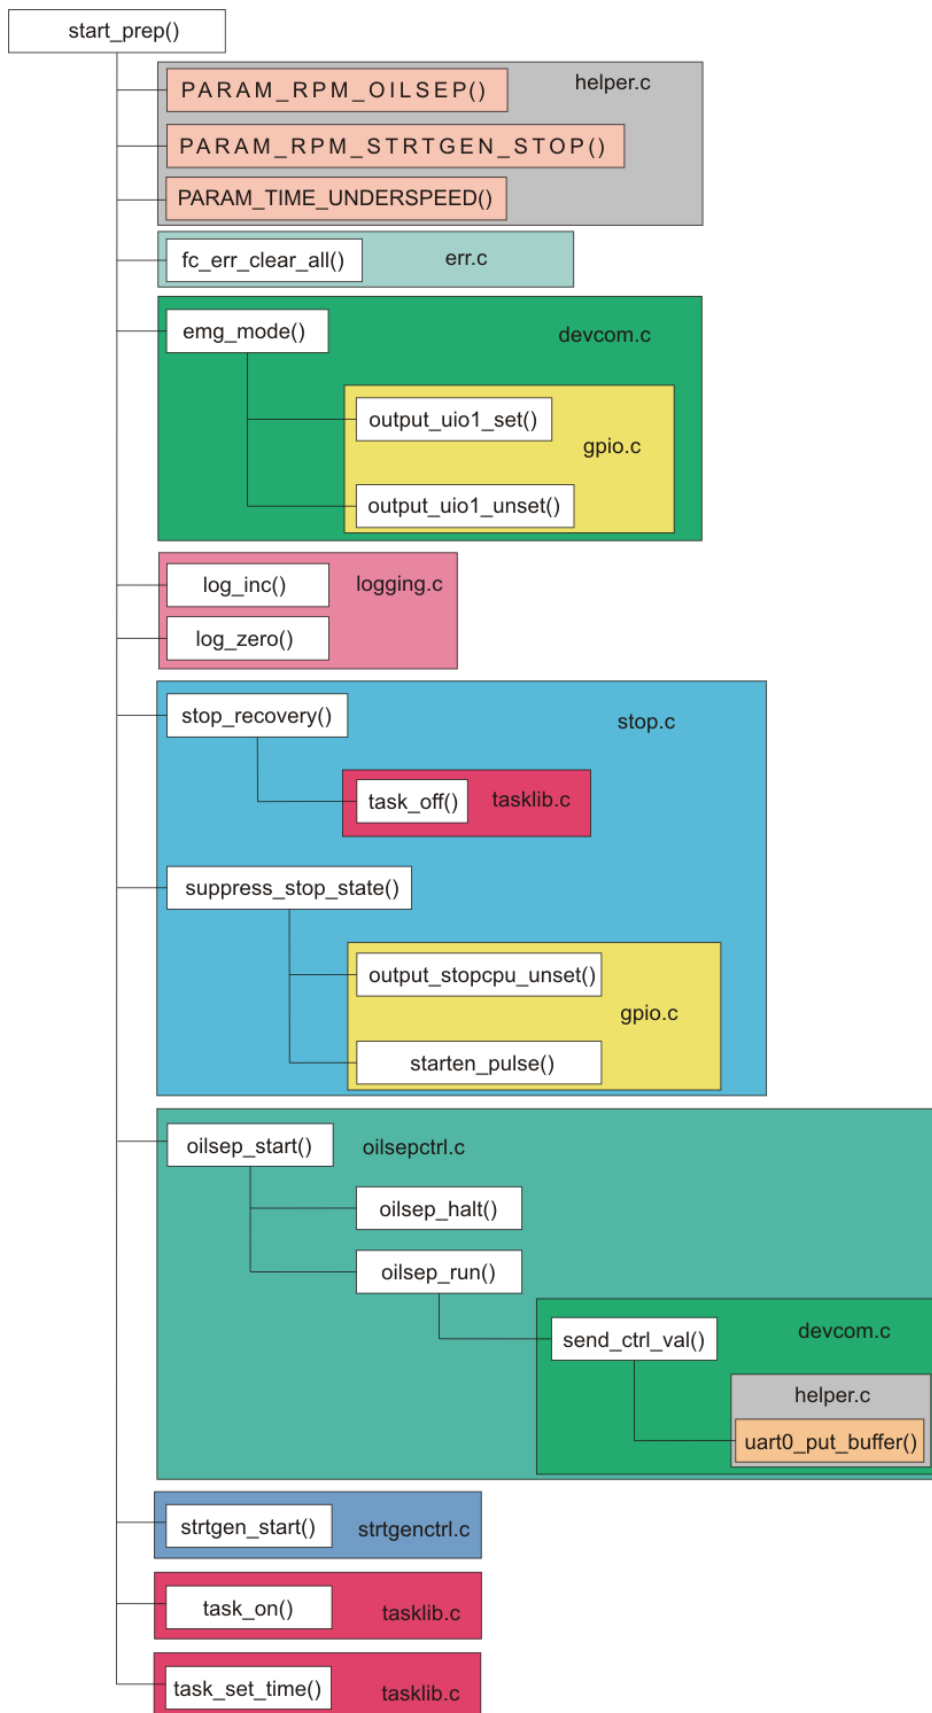 start_prep()
helper.c
PARAM_RPM_OILSEP()
PARAM_RPM_STRTGEN_STOP()
PARAM_TIME_UNDERSPEED()
fc_err_clear_all()
err.c
emg_mode()
devcom.c
output_uio1_set()
gpio.c
output_uio1_unset()
log_inc()
logging.c
log_zero()
stop_recovery()
stop.c
task_off()
tasklib.c
suppress_stop_state()
output_stopcpu_unset()
gpio.c
starten_pulse()
oilsep_start()
oilsepctrl.c
oilsep_halt()
oilsep_run()
send_ctrl_val()
devcom.c
helper.c
uart0_put_buffer()
strtgen_start()
strtgenctrl.c
task_on()
tasklib.c
task_set_time()
tasklib.c